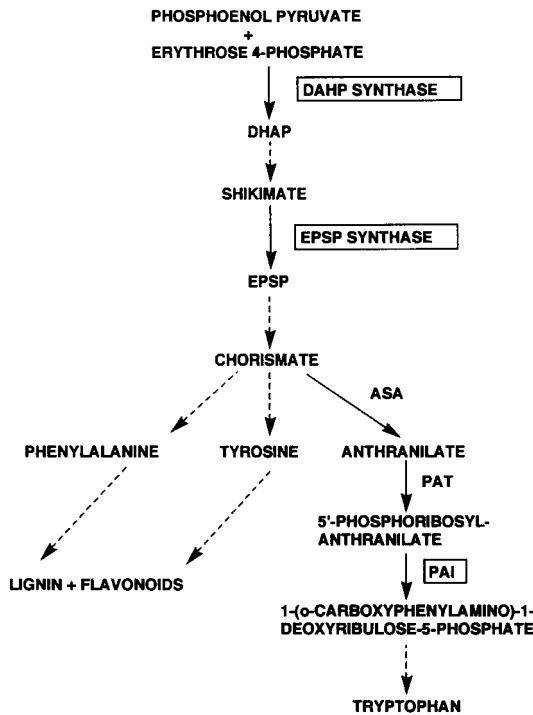 PHOSPHOENOL PYRUVATE
+
ERYTHROSE 4-PHOSPHATE
DAHP SYNTHASE
DHAP
SHIKIMATE
EPSP SYNTHASE
EPSP
CHORISMATE
ASA
PHENYLALANINE
TYROSINE
ANTHRANILATE
PAT
5'-PHOSPHORIBOSYL-
ANTHRANILATE
PAI
LIGNIN + FLAVONOIDS
1-(o-CARBOXYPHENYLAMINO)-1-
DEOXYRIBULOSE-5-PHOSPHATE
TRYPTOPHAN